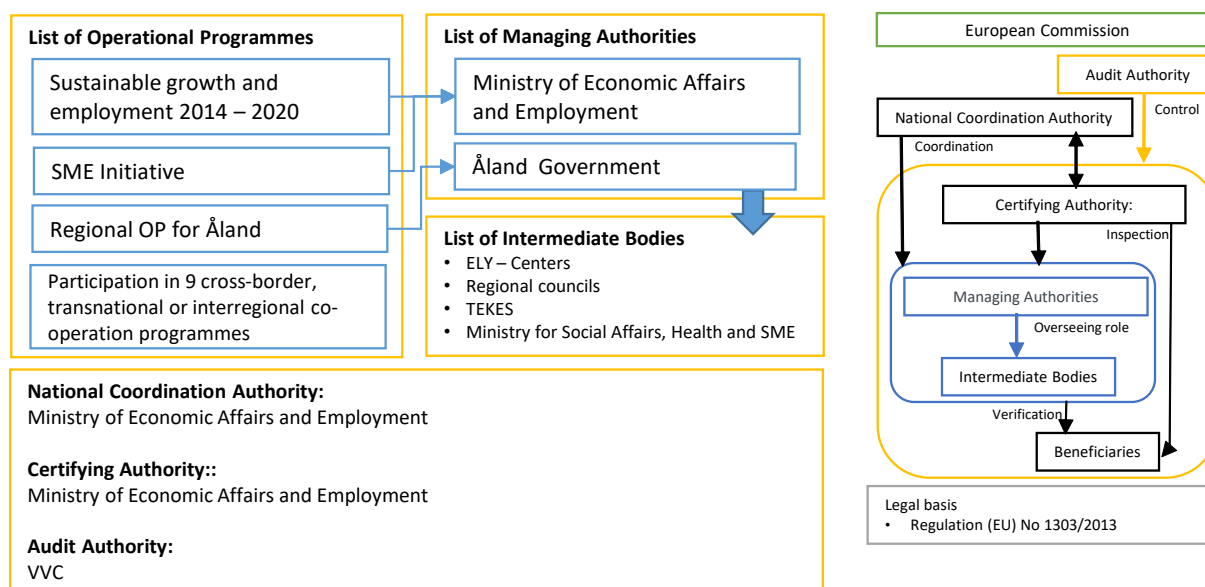 List of Operational Programmes
Sustainable growth and
employment 2014 – 2020
SME Initiative
Regional OP for Åland
Participation in 9 cross-border,
transnational or interregional co-
operation programmes
List of Managing Authorities
Ministry of Economic Affairs
and Employment
Åland Government
List of Intermediate Bodies
• ELY – Centers
• Regional councils
• TEKES
• Ministry for Social Affairs, Health and SME
National Coordination Authority:
Ministry of Economic Affairs and Employment
Certifying Authority::
Ministry of Economic Affairs and Employment
Audit Authority:
VVC
European Commission
Audit Authority
Control
National Coordination Authority
Coordination
Certifying Authority:
Inspection
Managing Authorities
Overseeing role
Intermediate Bodies
Verification
Beneficiaries
Legal basis
• Regulation (EU) No 1303/2013